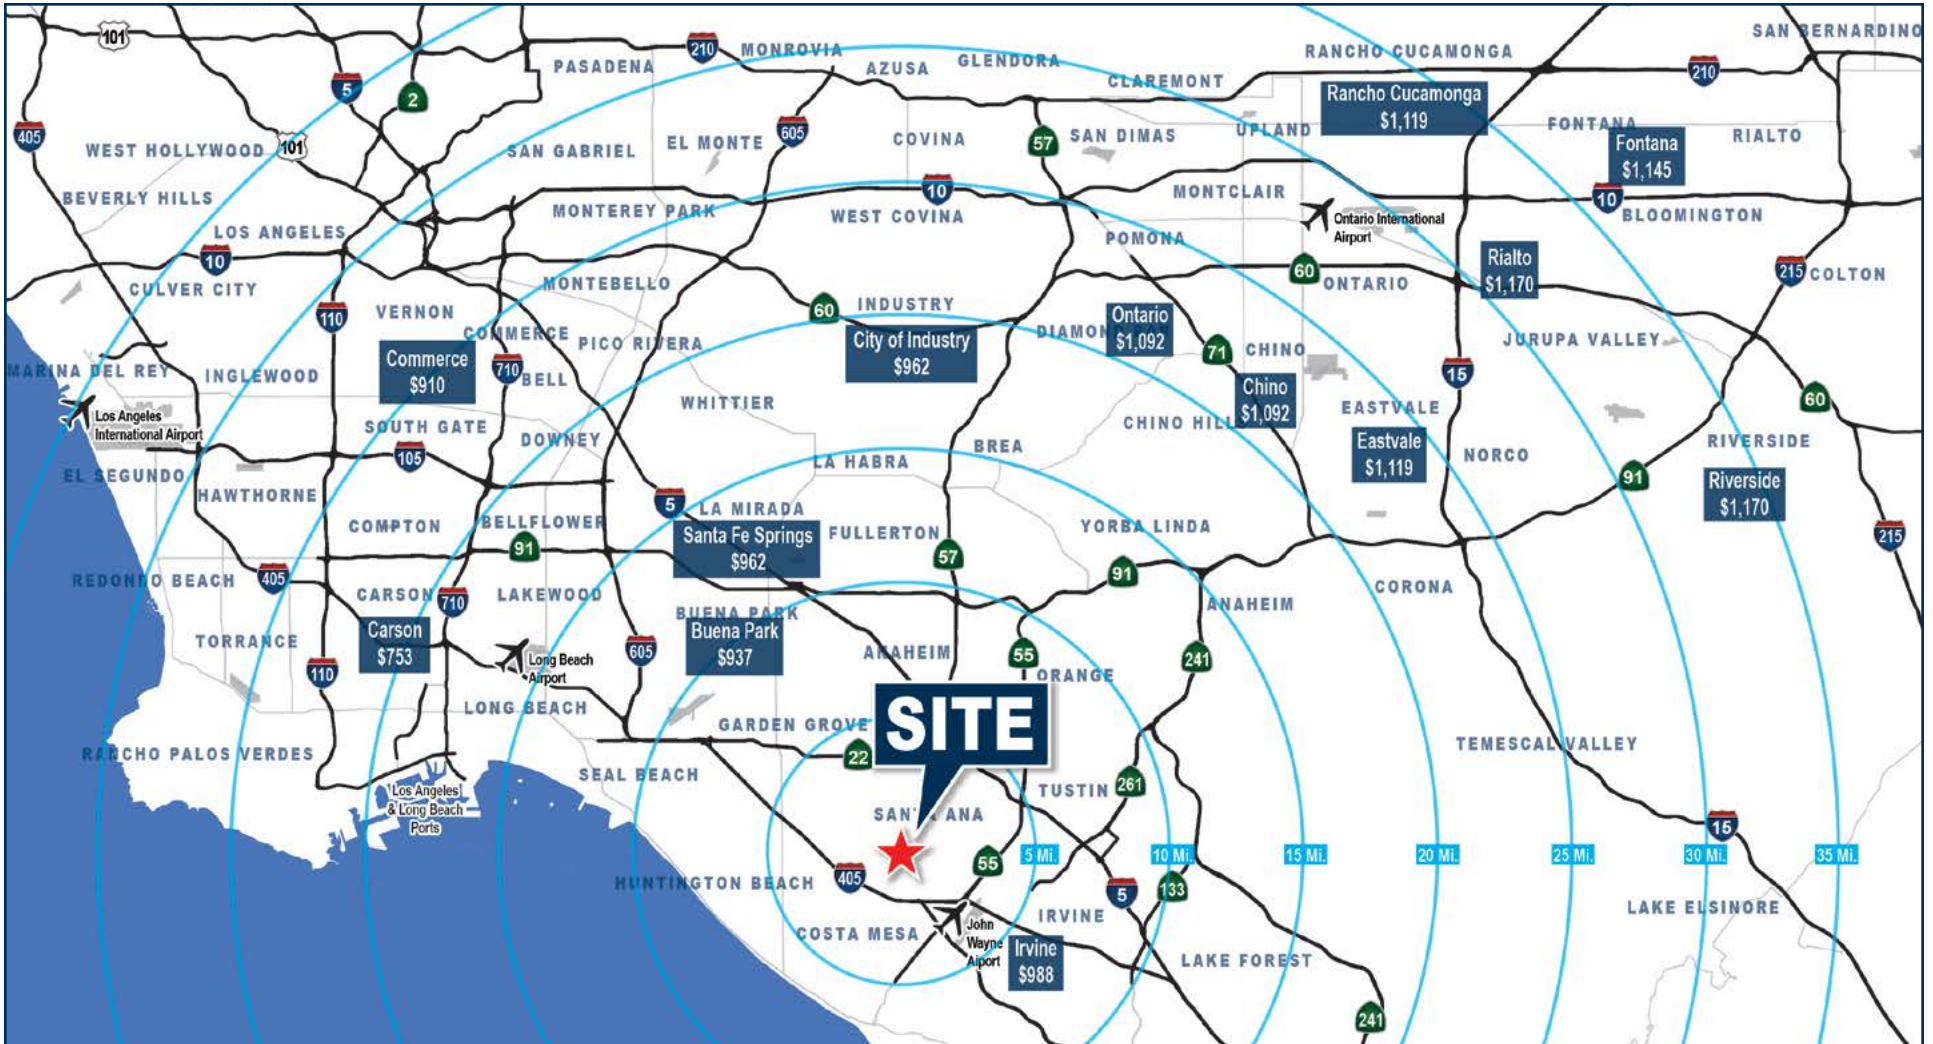 101
5
2
210
PASADENA
MONROVIA
AZUSA
GLENDORA
CLAREMONT
RANCHO CUCAMONGA
210
SAN BERNARDINO
405
WEST HOLLYWOOD
101
SAN GABRIEL
EL MONTE
605
COVINA
57
SAN DIMAS
UPLAND
Rancho Cucamonga
$1,119
FONTANA
Fontana
$1,145
RIALTO
BEVERLY HILLS
LOS ANGELES
MONTEREY PARK
10
WEST COVINA
MONTCLAIR
POMONA
Ontario International
Airport
10
BLOOMINGTON
10
CULVER CITY
110
VERNON
MONTEBELLO
COMMERCE
PICO RIVERA
60
INDUSTRY
City of Industry
$962
DIAMOND BAR
Ontario
$1,092
60
ONTARIO
Rialto
$1,170
215
COLTON
JURUPA VALLEY
MARINA DEL REY
INGLEWOOD
Commerce
$910
710
BELL
71
CHINO
Chino
$1,092
15
60
Los Angeles
International Airport
SOUTH GATE
DOWNEY
WHITTIER
CHINO HILLS
EASTVALE
Eastvale
$1,119
NORCO
RIVERSIDE
Riverside
$1,170
91
215
EL SEGUNDO
105
HAWTHORNE
LA HABRA
BREA
COMPTON
BELLFLOWER
91
5
LA MIRADA
Santa Fe Springs
$962
FULLERTON
57
YORBA LINDA
91
REDONDO BEACH
405
CARSON
710
LAKEWOOD
BUENA PARK
Buena Park
$937
ANAHEIM
CORONA
TORRANCE
Carson
$753
110
Long Beach
Airport
605
ANAHEIM
55
ORANGE
241
LONG BEACH
GARDEN GROVE
SITE
22
RANCHO PALOS VERDES
SEAL BEACH
Los Angeles
& Long Beach
Ports
TUSTIN
261
TEMESCAL VALLEY
SANTA ANA
15
5 Mi.
10 Mi.
15 Mi.
20 Mi.
25 Mi.
30 Mi.
35 Mi.
HUNTINGTON BEACH
405
55
5
133
COSTA MESA
John
Wayne
Aiport
IRVINE
Irvine
$988
LAKE FOREST
LAKE ELSINORE
241